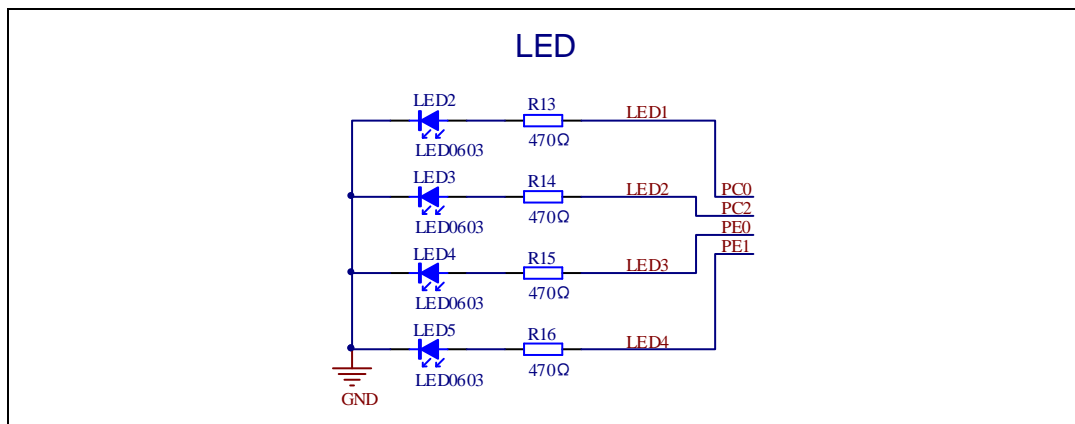 LED
LED2
R13
LED1
470Ω
LED0603
LED3
R14
LED2
PC0
470Ω
PC2
LED0603
PE0
LED4
R15
LED3
PE1
470Ω
LED0603
LED5
R16
LED4
470Ω
LED0603
GND